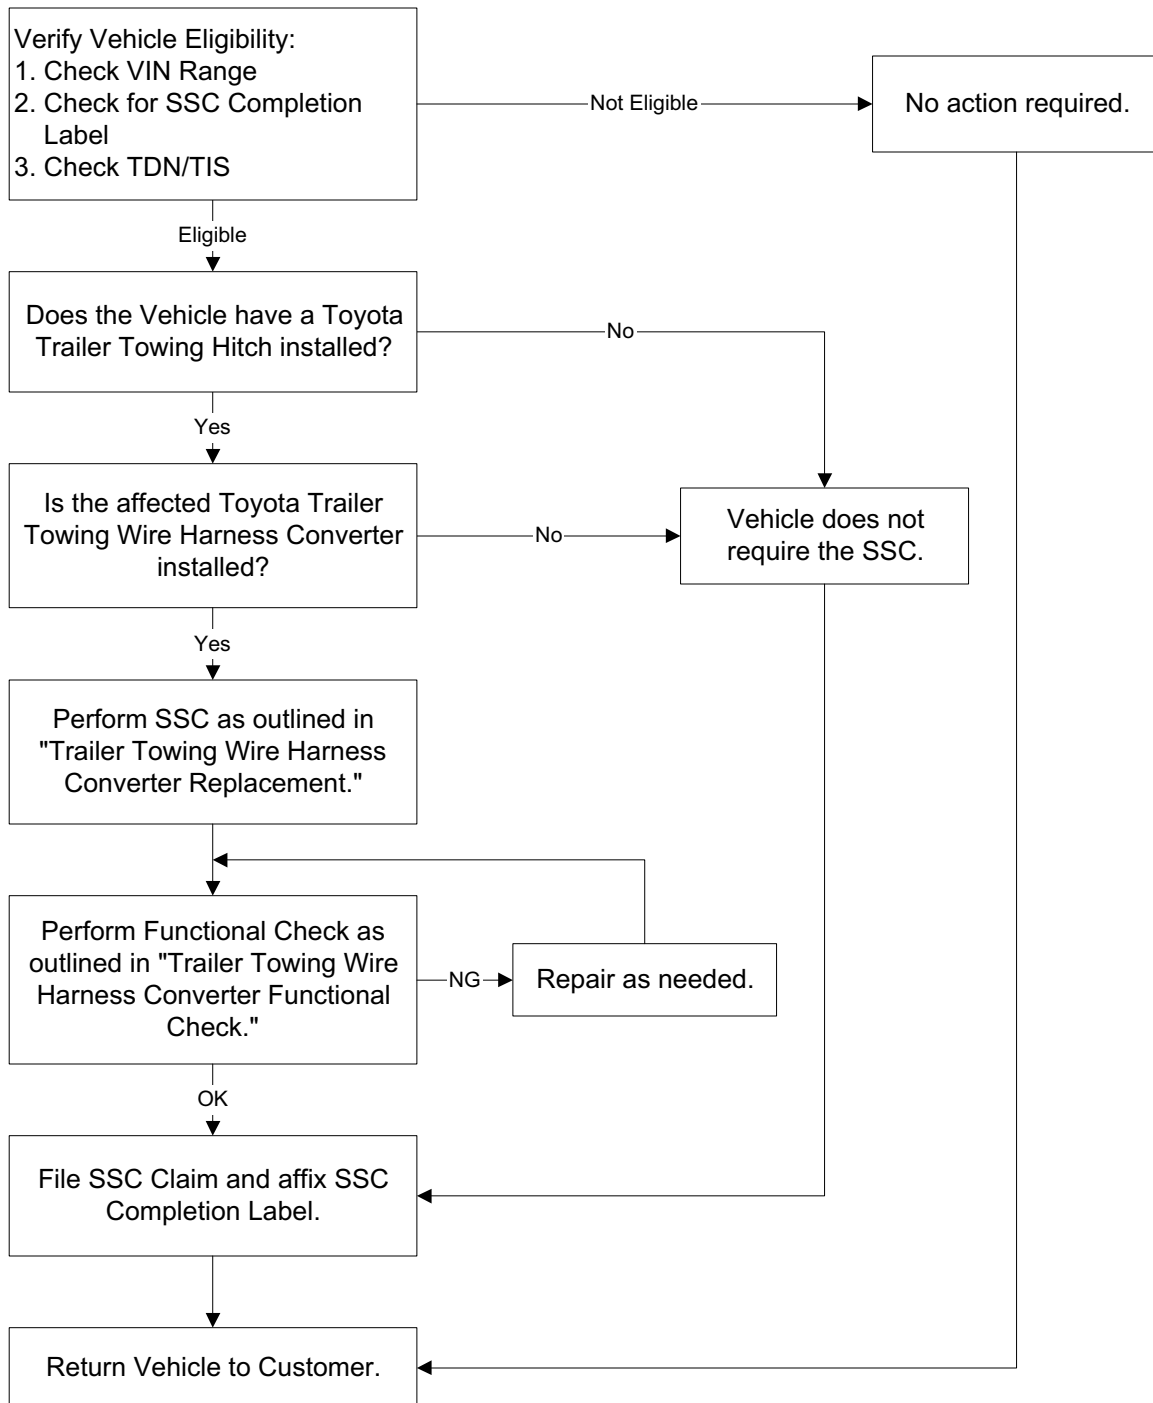 Verify Vehicle Eligibility:
1. Check VIN Range
2. Check for SSC Completion
Label
3. Check TDN/TIS
Not Eligible
No action required.
Eligible
Does the Vehicle have a Toyota
Trailer Towing Hitch installed?
No
Yes
Is the affected Toyota Trailer
Towing Wire Harness Converter
installed?
No
Vehicle does not
require the SSC.
Yes
Perform SSC as outlined in
"Trailer Towing Wire Harness
Converter Replacement."
Perform Functional Check as
outlined in "Trailer Towing Wire
Harness Converter Functional
Check."
NG
Repair as needed.
OK
File SSC Claim and affix SSC
Completion Label.
Return Vehicle to Customer.